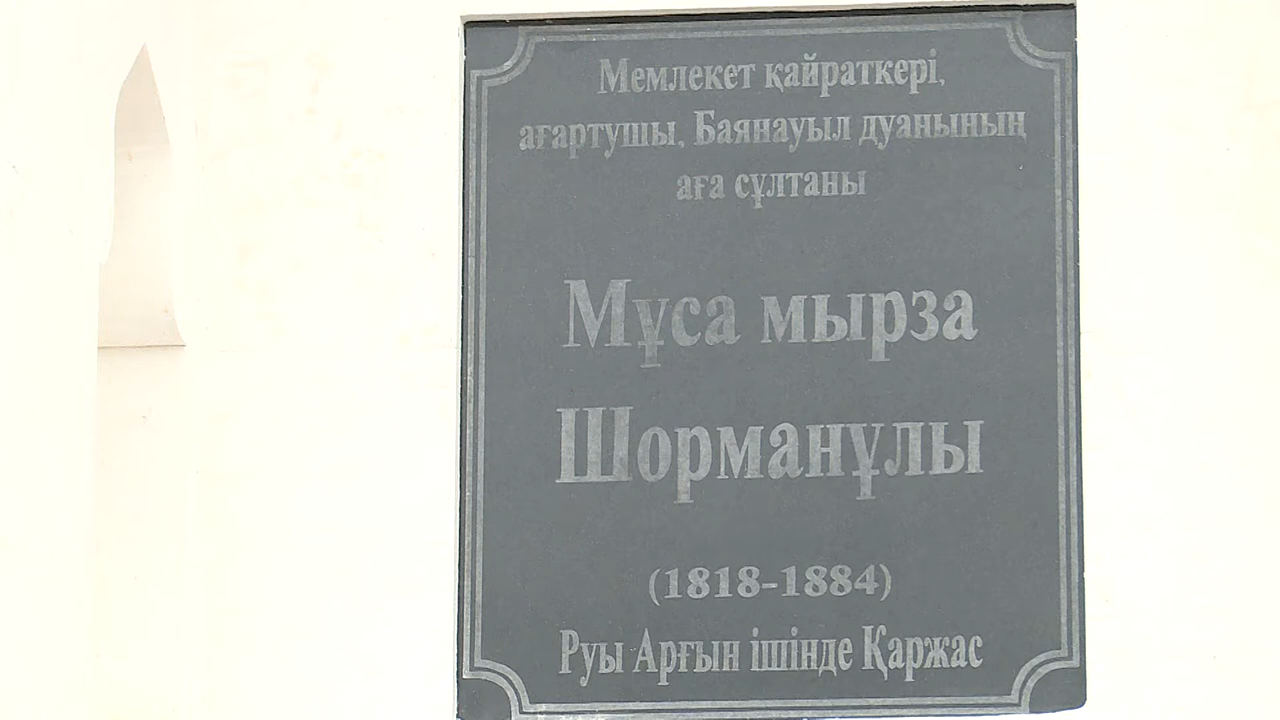 Мемлекет қайраткері,
ағартушы, Баянауыл дуанының
аға сұлтаны
Мұса мырза
Шорманұлы
(1818-1884)
Руы Арғын ішінде Қаржас